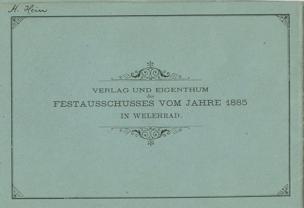 H. Hein
VERLAG UND EIGENTHUM
des
FESTAUSSCHUSSES VOM JAHRE 1885
IN WELEHRAD.